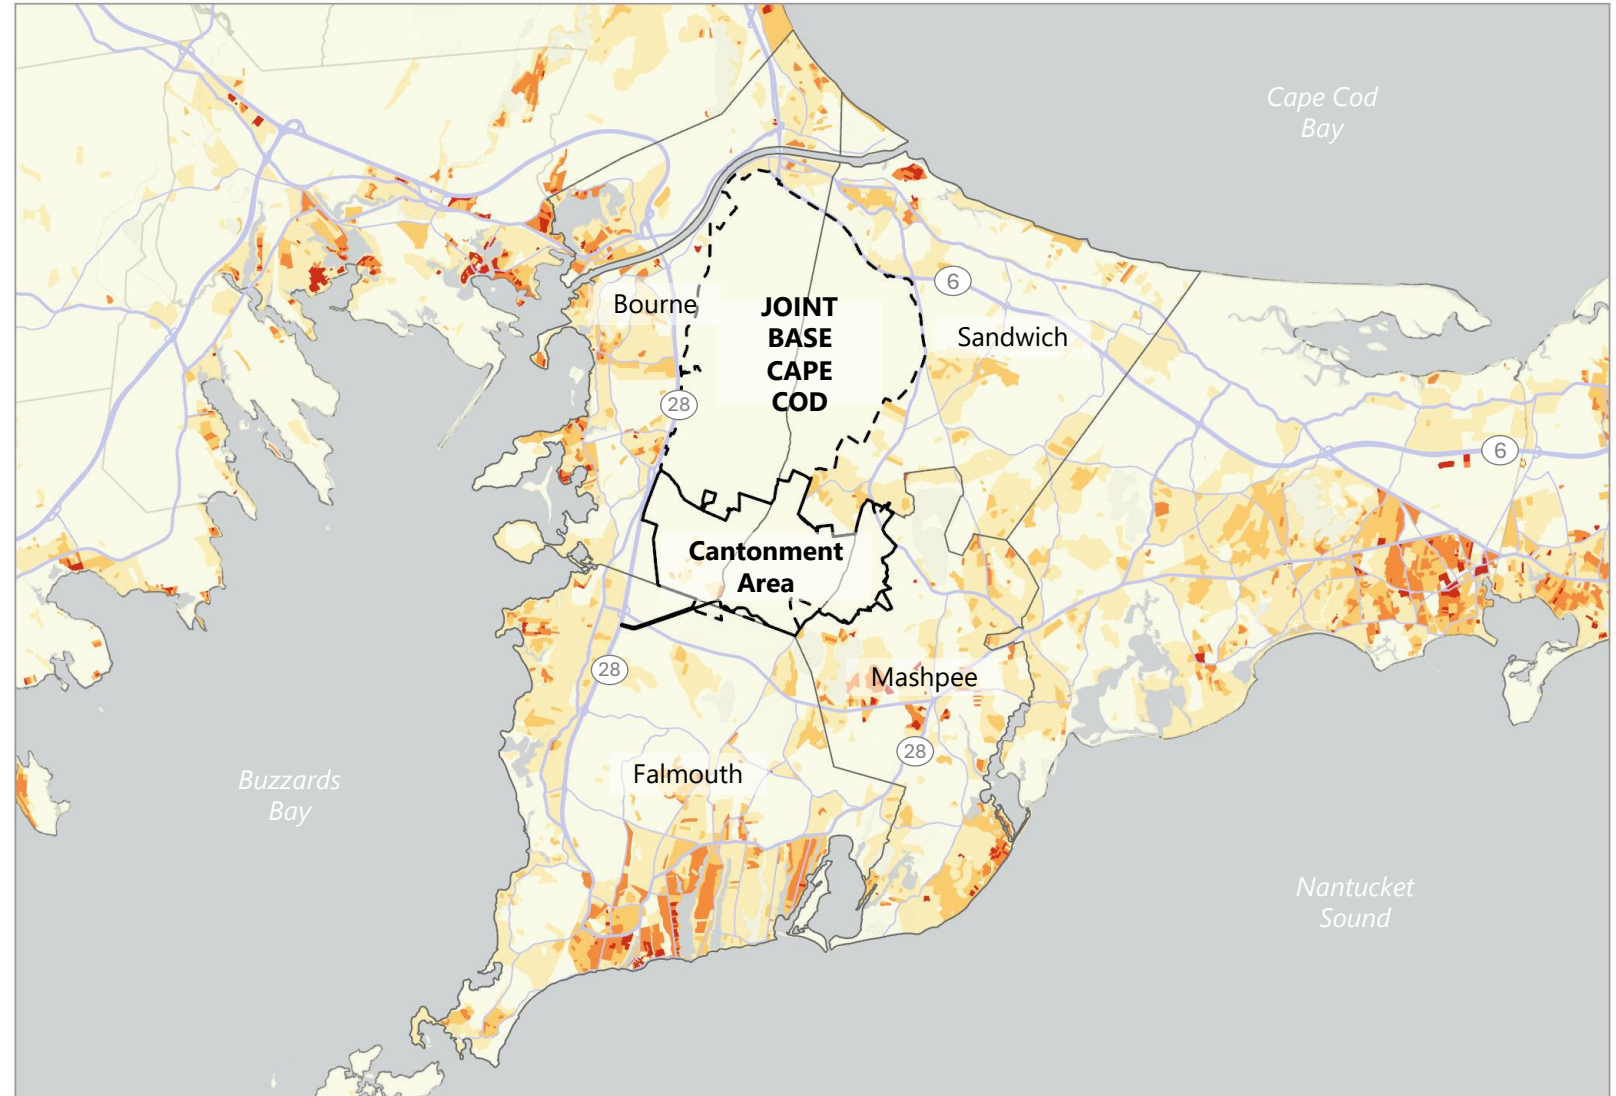 Cape Cod
Bay
6
Bourne
JOINT
BASE
CAPE
COD
Sandwich
28
6
Cantonment
Area
28
Mashpee
28
Falmouth
Buzzards
Bay
Nantucket
Sound